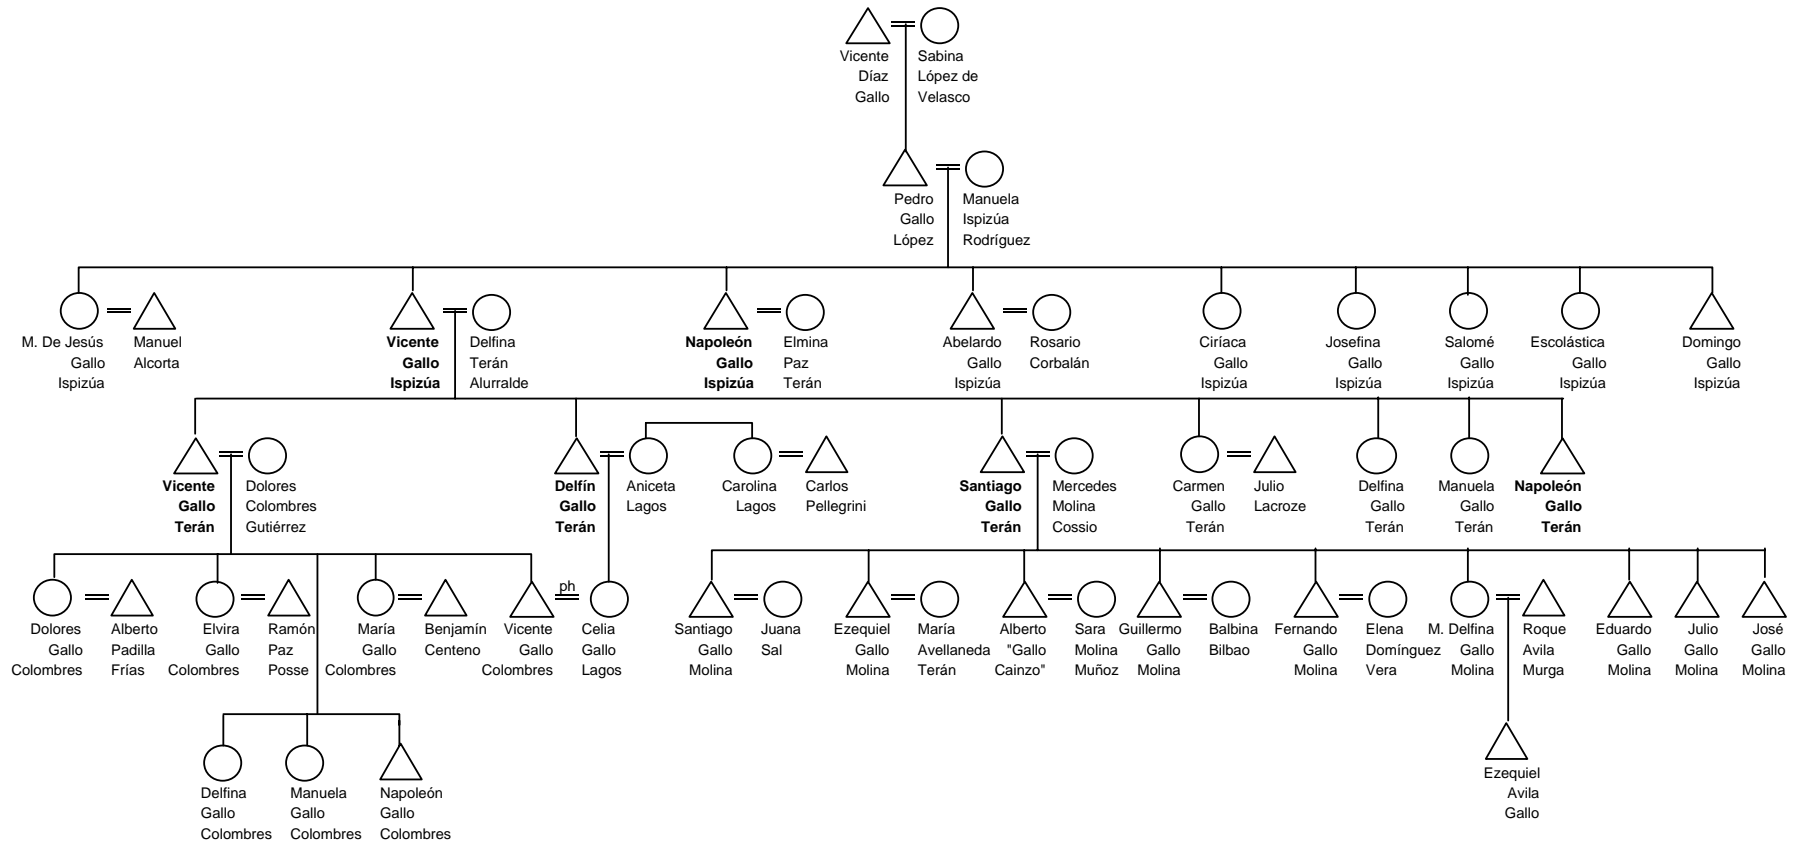 Vicente
Díaz
Gallo
Sabina
López de
Velasco
Pedro
Gallo
López
Manuela
Ispizúa
Rodríguez
M. De Jesús
Gallo
Ispizúa
Manuel
Alcorta
Vicente
Gallo
Ispizúa
Delfina
Terán
Alurralde
Napoleón
Gallo
Ispizúa
Elmina
Paz
Terán
Abelardo
Gallo
Ispizúa
Rosario
Corbalán
Ciríaca
Gallo
Ispizúa
Josefina
Gallo
Ispizúa
Salomé
Gallo
Ispizúa
Escolástica
Gallo
Ispizúa
Domingo
Gallo
Ispizúa
Vicente
Gallo
Terán
Dolores
Colombres
Gutiérrez
Delfín
Gallo
Terán
Aniceta
Lagos
Carolina
Lagos
Carlos
Pellegrini
Santiago
Gallo
Terán
Mercedes
Molina
Cossio
Carmen
Gallo
Terán
Julio
Lacroze
Delfina
Gallo
Terán
Manuela
Gallo
Terán
Napoleón
Gallo
Terán
Dolores
Gallo
Colombres
Alberto
Padilla
Frías
Elvira
Gallo
Colombres
Ramón
Paz
Posse
María
Gallo
Colombres
Benjamín
Centeno
Vicente
Gallo
Colombres
ph
Celia
Gallo
Lagos
Santiago
Gallo
Molina
Juana
Sal
Ezequiel
Gallo
Molina
María
Avellaneda
Terán
Alberto
"Gallo
Cainzo"
Sara
Molina
Muñoz
Guillermo
Gallo
Molina
Balbina
Bilbao
Fernando
Gallo
Molina
Elena
Domínguez
Vera
M. Delfina
Gallo
Molina
Roque
Avila
Murga
Eduardo
Gallo
Molina
Julio
Gallo
Molina
José
Gallo
Molina
Delfina
Gallo
Colombres
Manuela
Gallo
Colombres
Napoleón
Gallo
Colombres
Ezequiel
Avila
Gallo